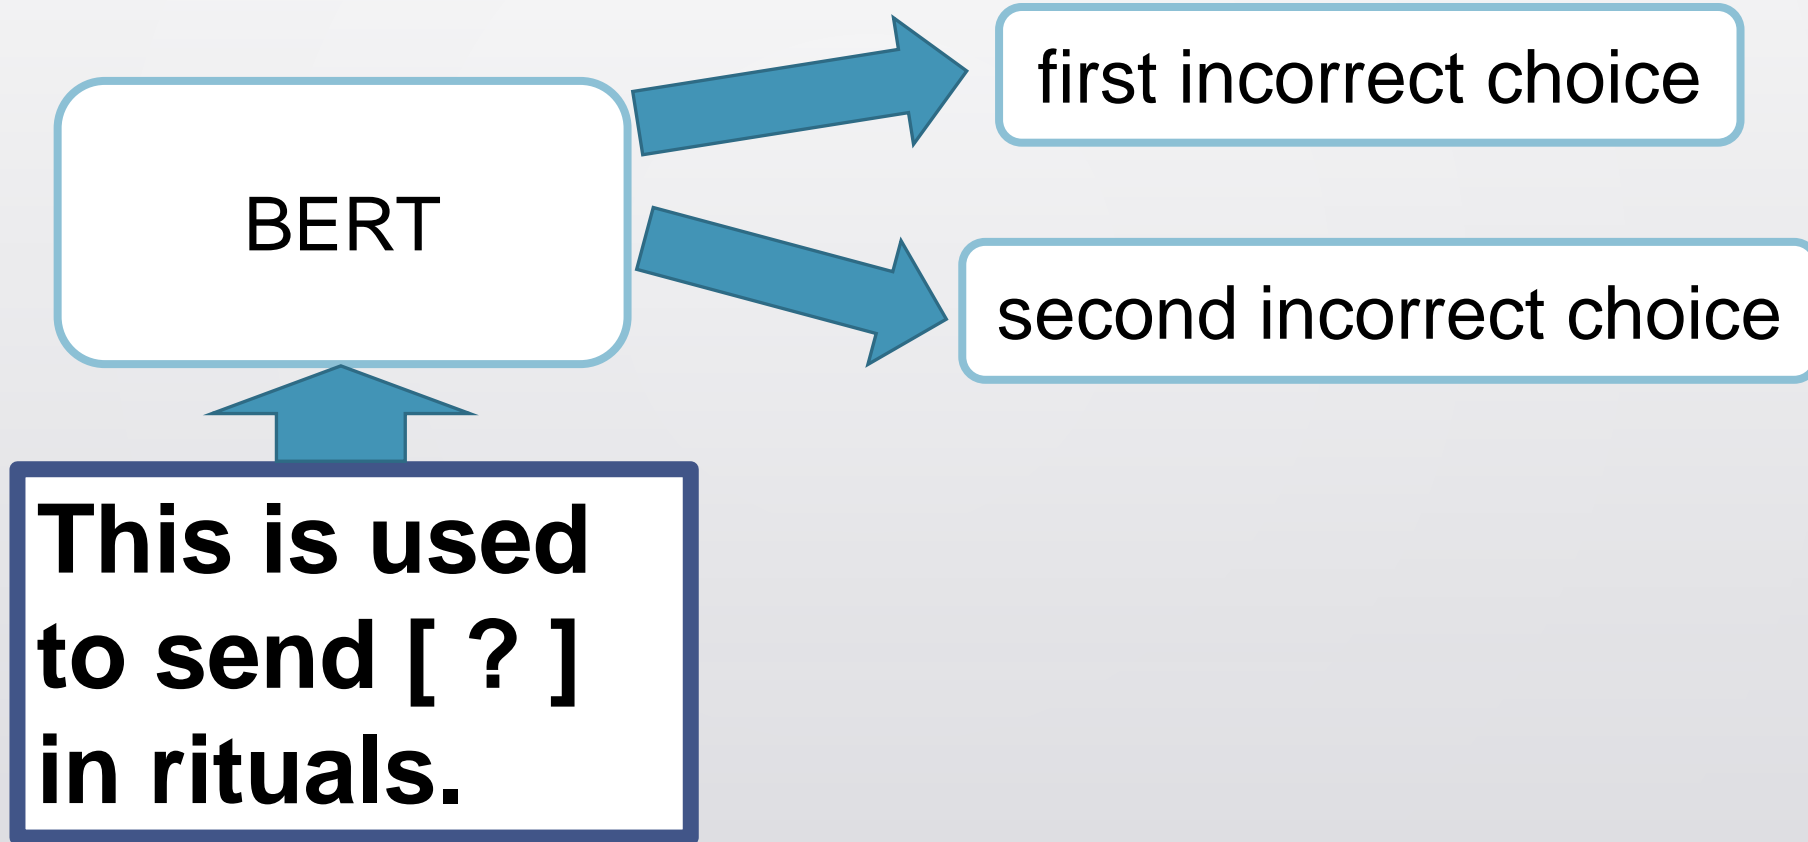 first incorrect choice
BERT
second incorrect choice
This is used
to send [ ? ]
in rituals.